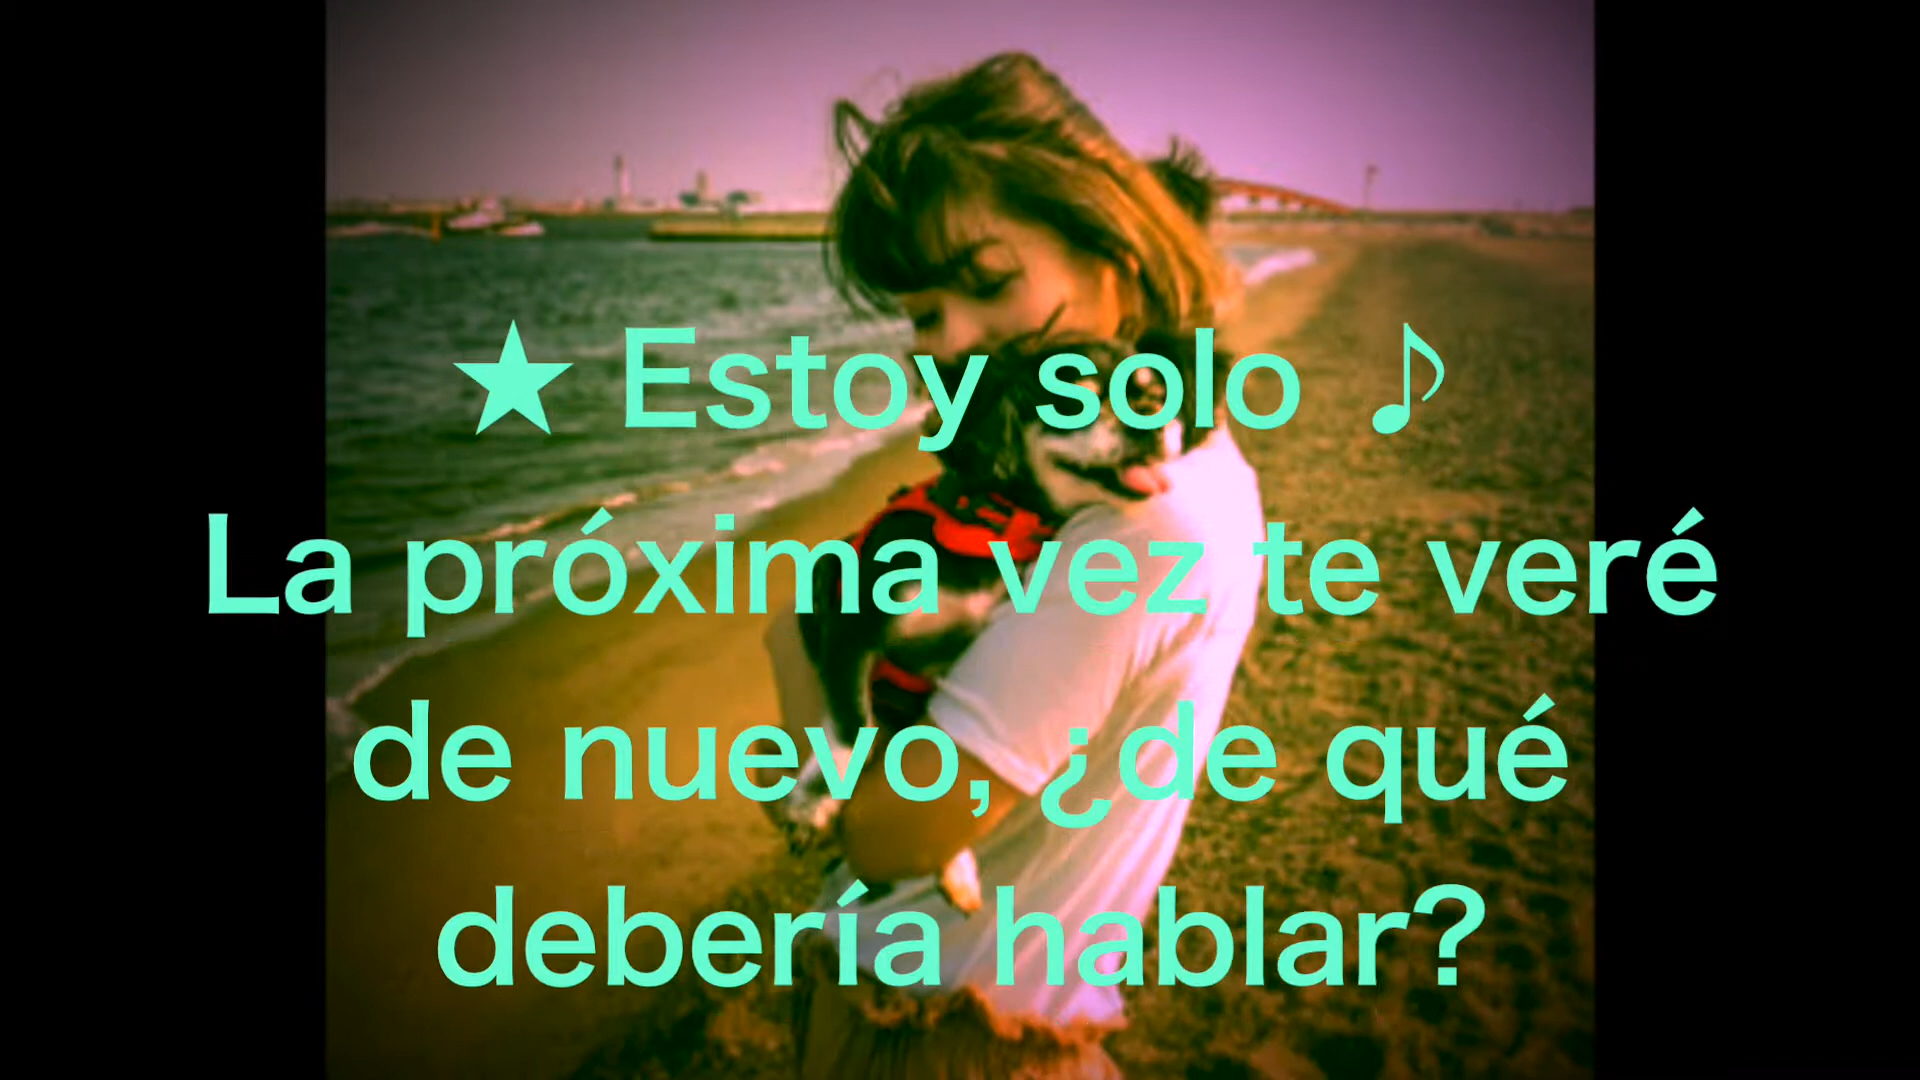 ★ Estoy solo ♪
La próxima vez te veré
de nuevo, ¿de qué
debería hablar?